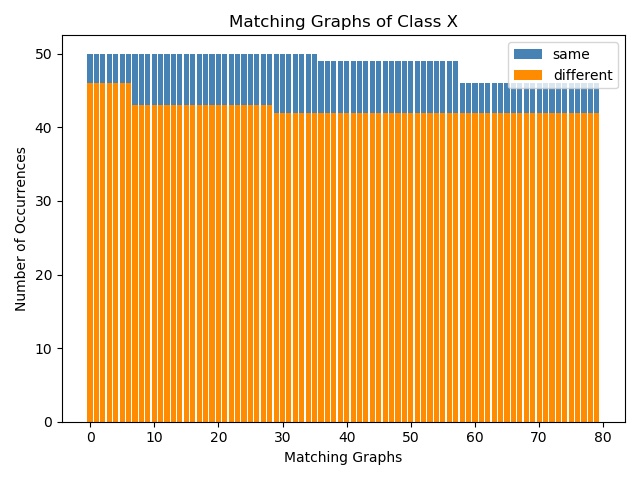 Matching Graphs of Class X
same
different
Number of Occurrences
50
40
30
20
10
0
0 10 20 30 40 50 60 70 80
Matching Graphs